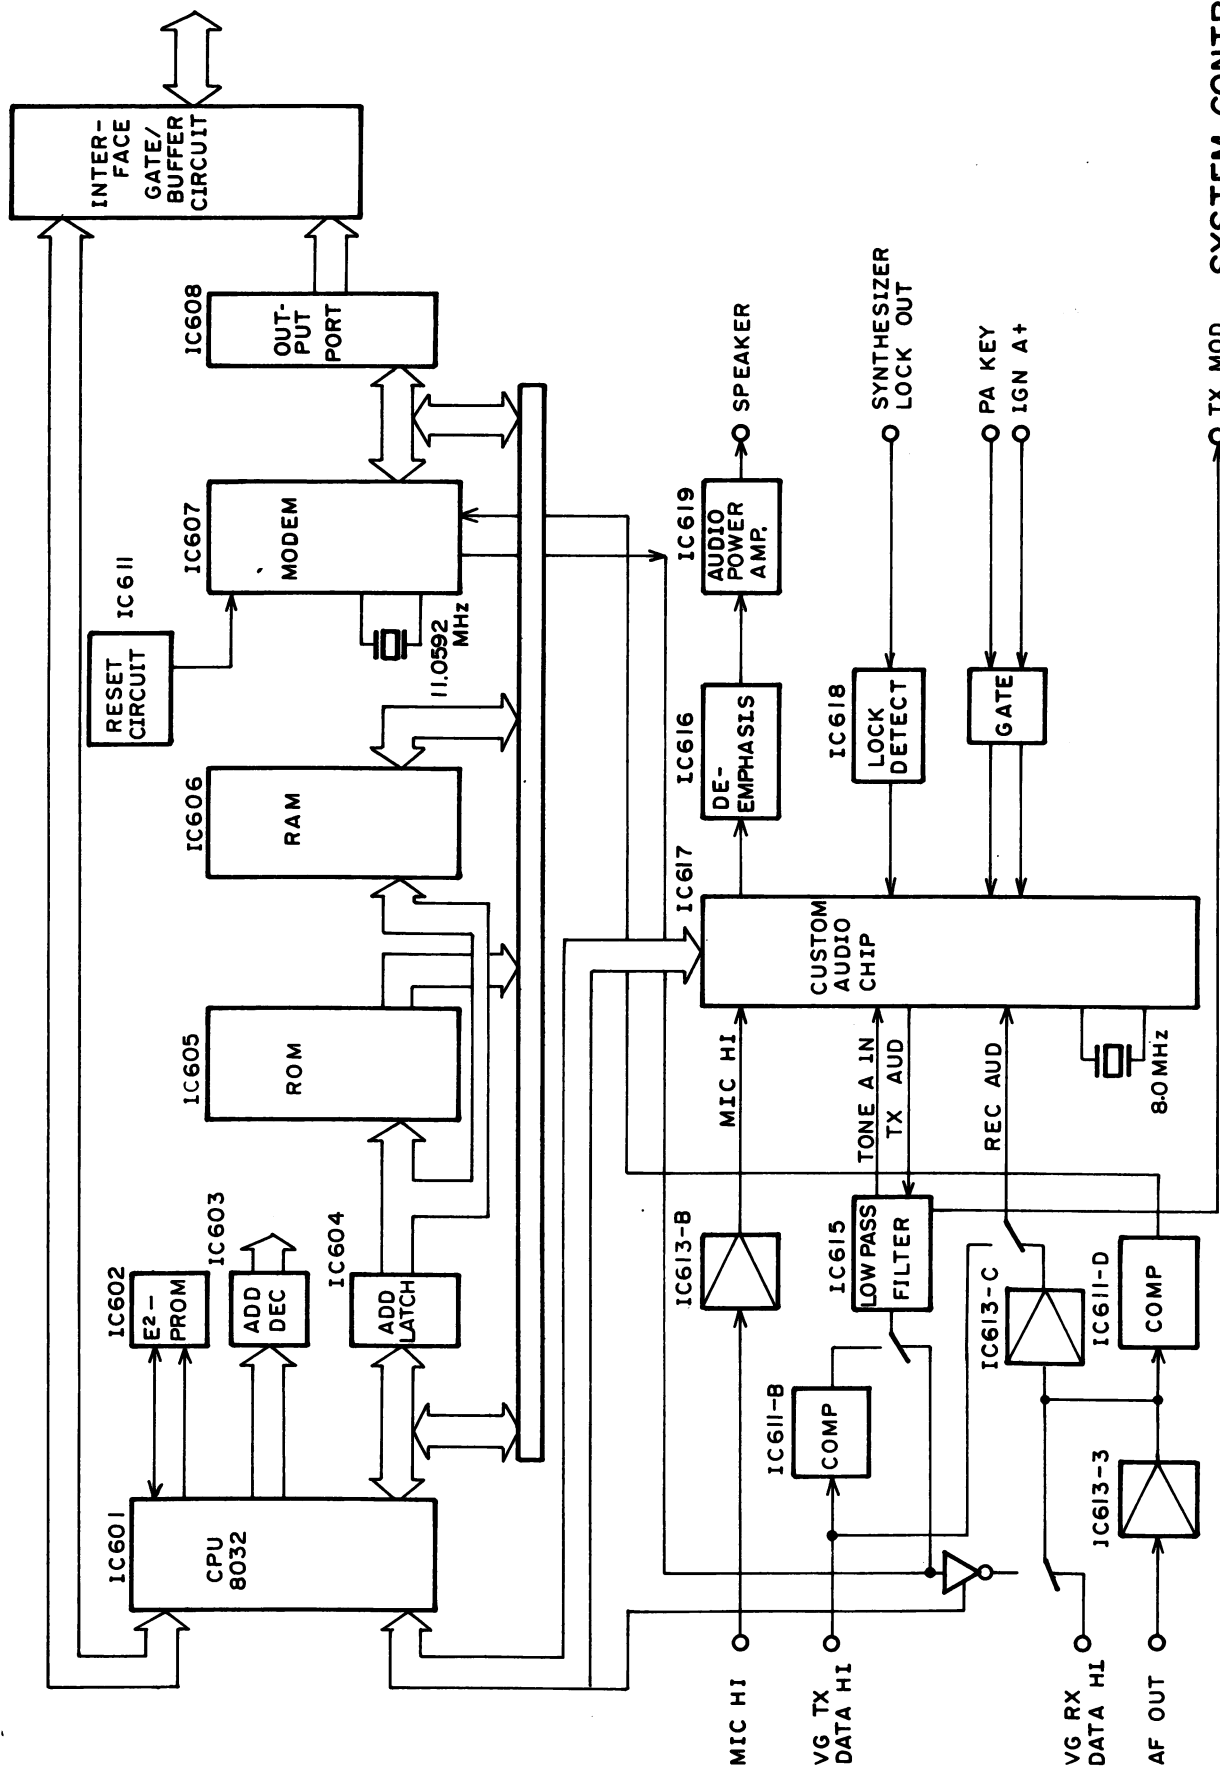 INTER-
FACE
GATE/
BUFFER
CIRCUIT
IC608
OUT-
PUT
PORT
IC607
MODEM
IC611
RESET
CIRCUIT
11.0592
MHz
IC606
RAM
IC605
ROM
IC602
E2-
PROM
IC603
ADD
DEC
IC604
ADD
LATCH
IC601
CPU
8032
SPEAKER
IC619
AUDIO
POWER
AMP.
IC616
DE-
EMPHASIS
IC617
CUSTOM
AUDIO
CHIP
SYNTHESIZER
LOCK OUT
IC618
LOCK
DETECT
PA KEY
IGN A+
GATE
8.0MHz
MIC HI
TONE A IN
TX AUD
REC AUD
IC613-B
IC615
LOW PASS
FILTER
IC613-C
IC611-D
COMP
IC611-B
COMP
IC613-3
MIC HI
VG TX
DATA HI
VG RX
DATA HI
AF OUT
TX MOD
SYSTEM CONTR